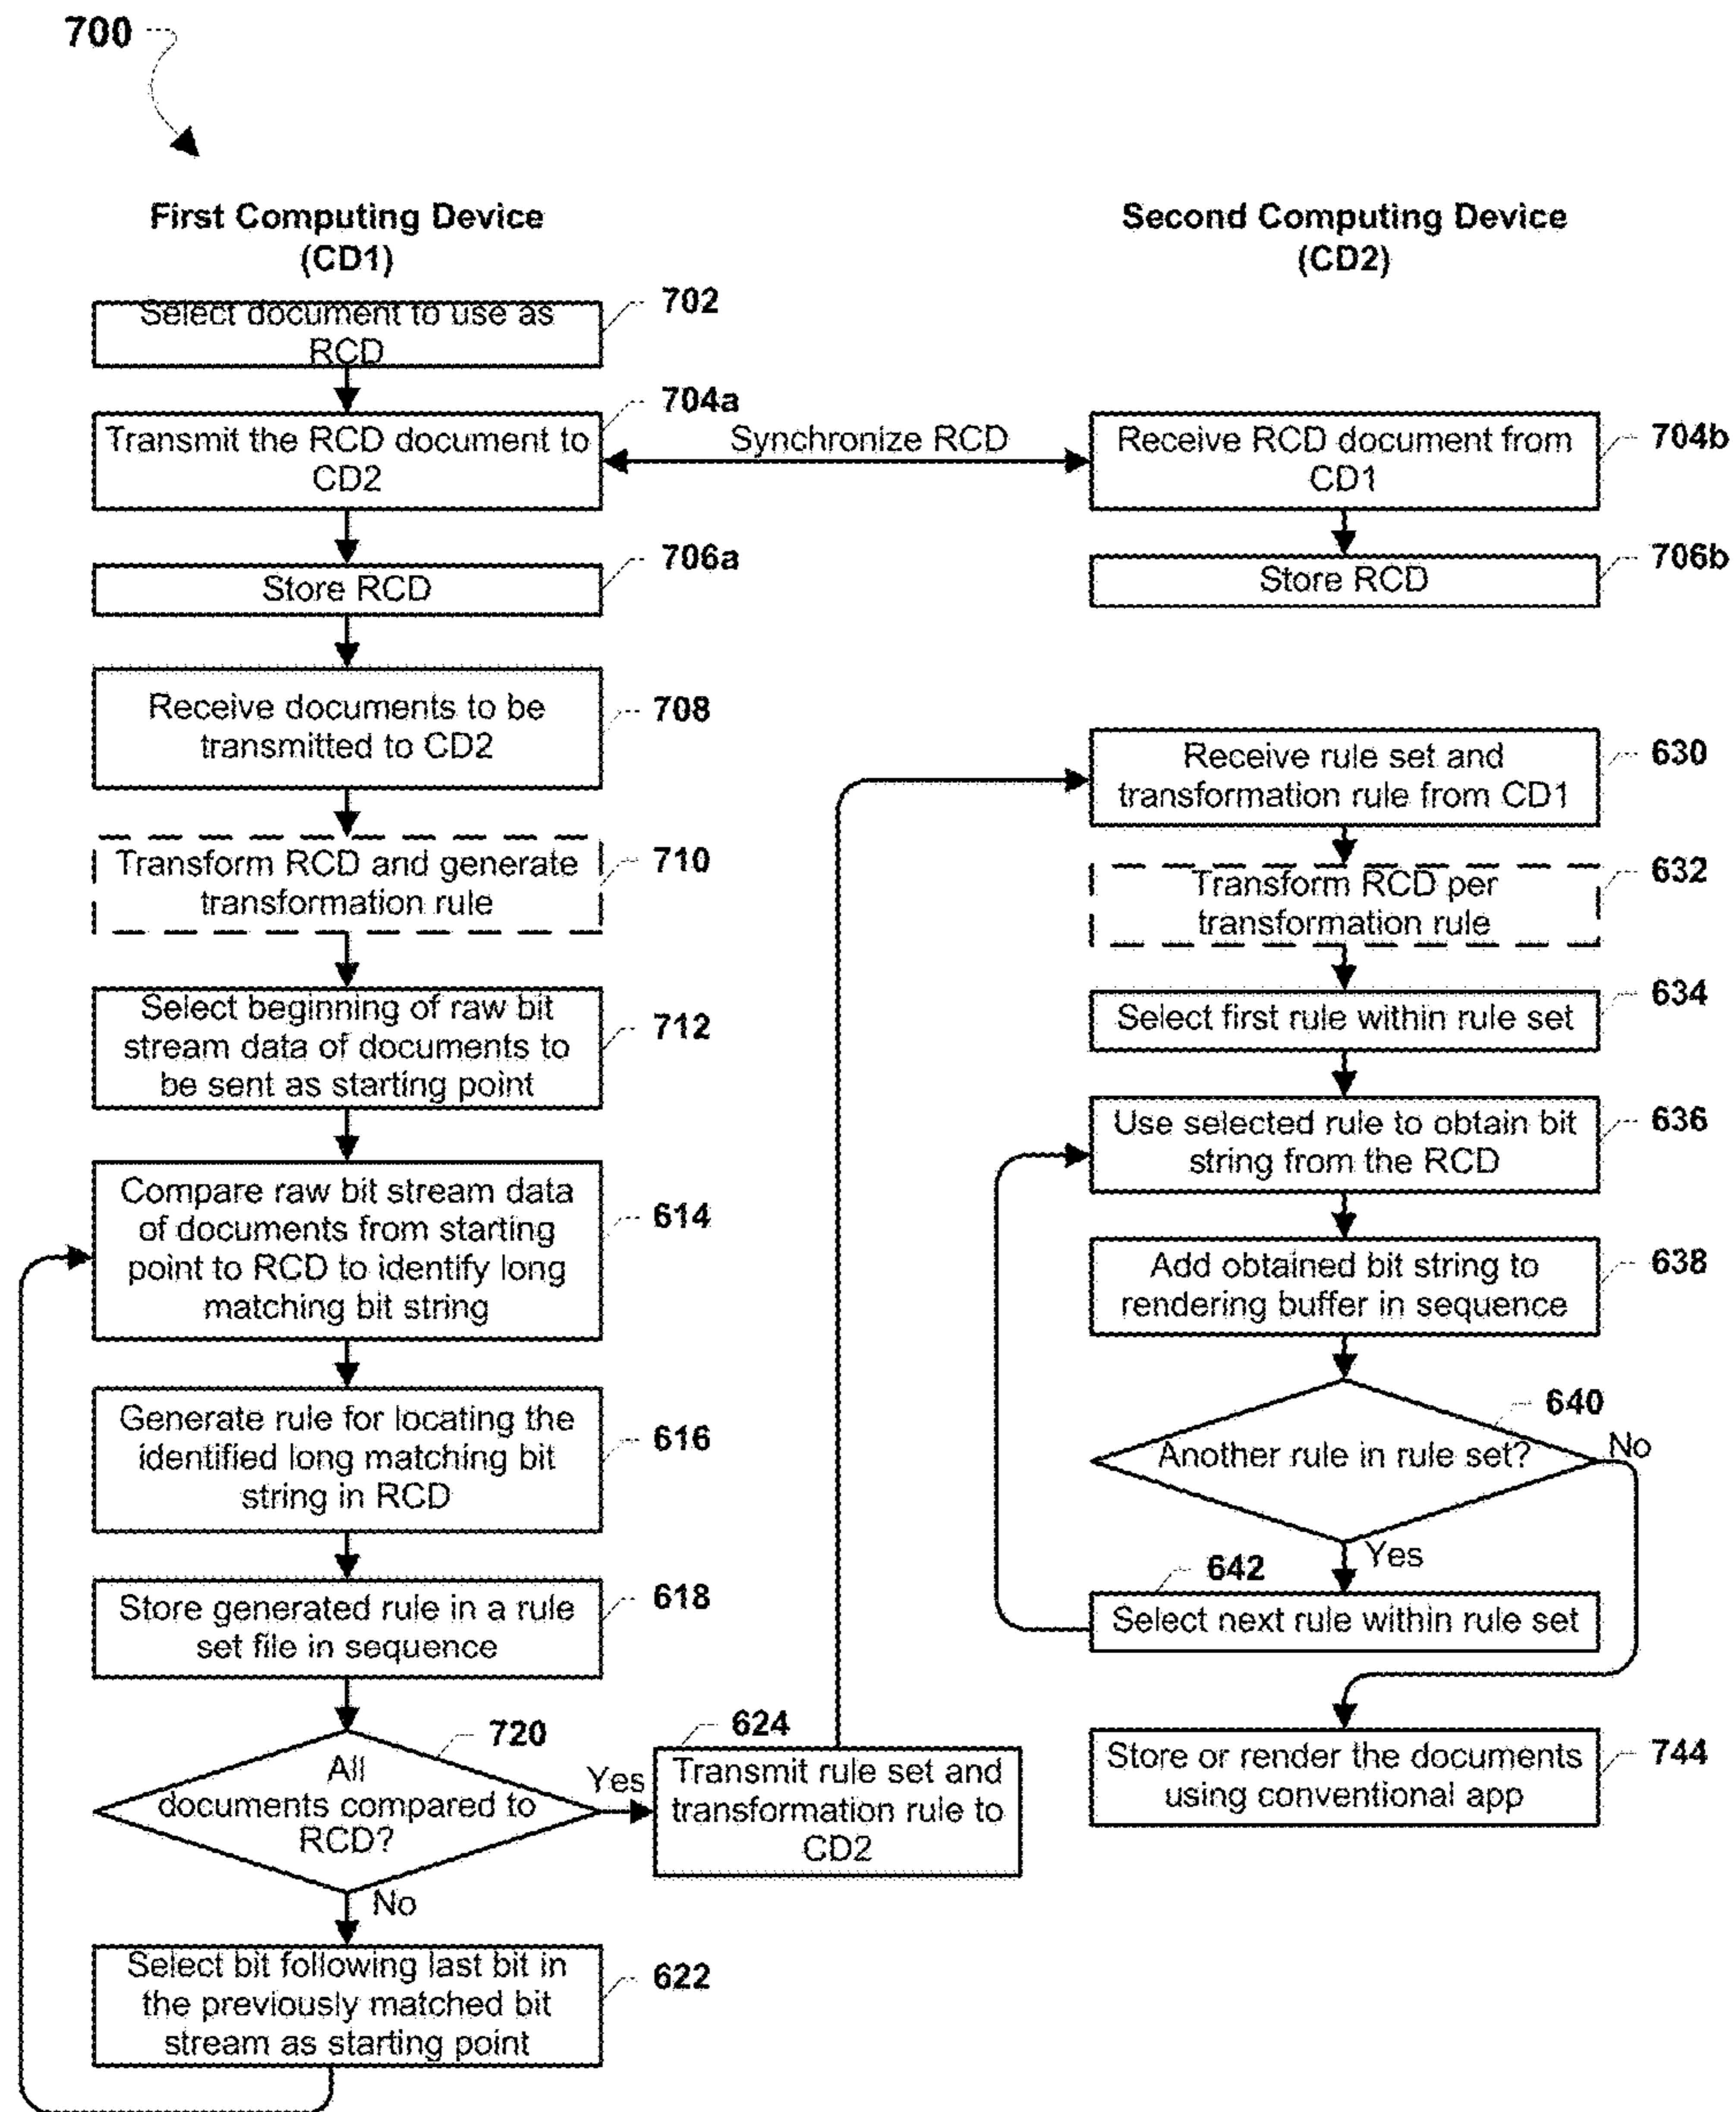 700
First Computing Device
(CD1)
Select document to use as
RCD
702
Transmit the RCD document to
CD2
704a
Store RCD
706a
Receive documents to be
transmitted to CD2
708
Transform RCD and generate
transformation rule
710
Select beginning of raw bit
stream data of documents to
be sent as starting point
712
Compare raw bit stream data
of documents from starting
point to RCD to identify long
matching bit string
614
Generate rule for locating the
identified long matching bit
string in RCD
616
Store generated rule in a rule
set file in sequence
618
All
documents compared to
RCD?
720
Yes
No
Select bit following last bit in
the previously matched bit
stream as starting point
622
624
Transmit rule set and
transformation rule to
CD2
Synchronize RCD
Second Computing Device
(CD2)
Receive RCD document from
CD1
704b
Store RCD
706b
Receive rule set and
transformation rule from CD1
630
Transform RCD per
transformation rule
632
Select first rule within rule set
634
Use selected rule to obtain bit
string from the RCD
636
Add obtained bit string to
rendering buffer in sequence
638
Another rule in rule set?
640
No
Yes
642
Select next rule within rule set
Store or render the documents
using conventional app
744